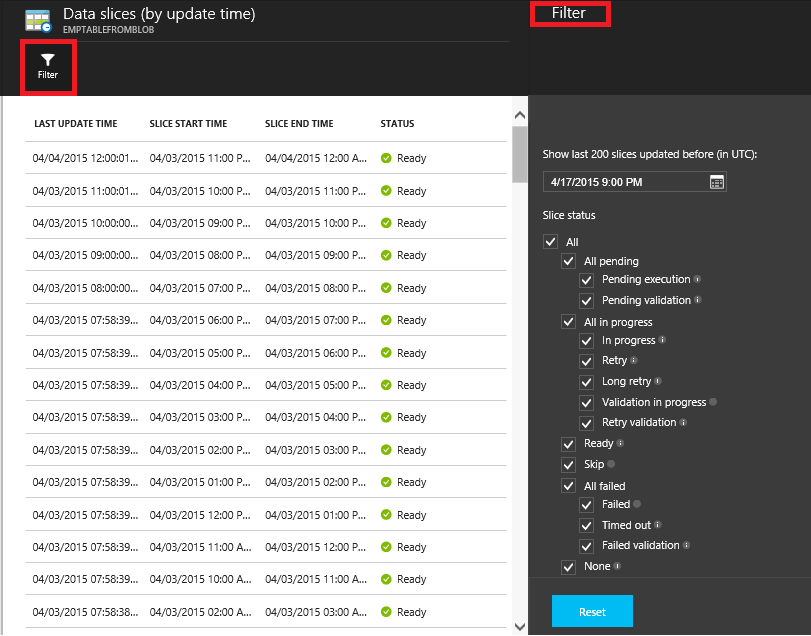 Data slices (by update time)
EMPTABLEFROMBLOB
Filter
LAST UPDATE TIME SLICE START TIME SLICE END TIME STATUS
04/04/2015 12:00:01... 04/03/2015 11:00 P... 04/04/2015 12:00 A... Ready
04/03/2015 11:00:01... 04/03/2015 10:00 P... 04/03/2015 11:00 P... Ready
04/03/2015 10:00:00... 04/03/2015 09:00 P... 04/03/2015 10:00 P... Ready
04/03/2015 09:00:00... 04/03/2015 08:00 P... 04/03/2015 09:00 P... Ready
04/03/2015 08:00:00... 04/03/2015 07:00 P... 04/03/2015 08:00 P... Ready
04/03/2015 07:58:39... 04/03/2015 06:00 P... 04/03/2015 07:00 P... Ready
04/03/2015 07:58:39... 04/03/2015 05:00 P... 04/03/2015 06:00 P... Ready
04/03/2015 07:58:39... 04/03/2015 04:00 P... 04/03/2015 05:00 P... Ready
04/03/2015 07:58:39... 04/03/2015 03:00 P... 04/03/2015 04:00 P... Ready
04/03/2015 07:58:39... 04/03/2015 02:00 P... 04/03/2015 03:00 P... Ready
04/03/2015 07:58:39... 04/03/2015 01:00 P... 04/03/2015 02:00 P... Ready
04/03/2015 07:58:39... 04/03/2015 12:00 P... 04/03/2015 01:00 P... Ready
04/03/2015 07:58:39... 04/03/2015 11:00 A... 04/03/2015 12:00 P... Ready
04/03/2015 07:58:39... 04/03/2015 10:00 A... 04/03/2015 11:00 A... Ready
04/03/2015 07:58:38... 04/03/2015 02:00 A... 04/03/2015 03:00 A... Ready
Filter
Show last 200 slices updated before (in UTC):
4/17/2015 9:00 PM
Slice status
All
All pending
Pending execution
Pending validation
All in progress
In progress
Retry
Long retry
Validation in progress
Retry validation
Ready
Skip
All failed
Failed
Timed out
Failed validation
None
Reset